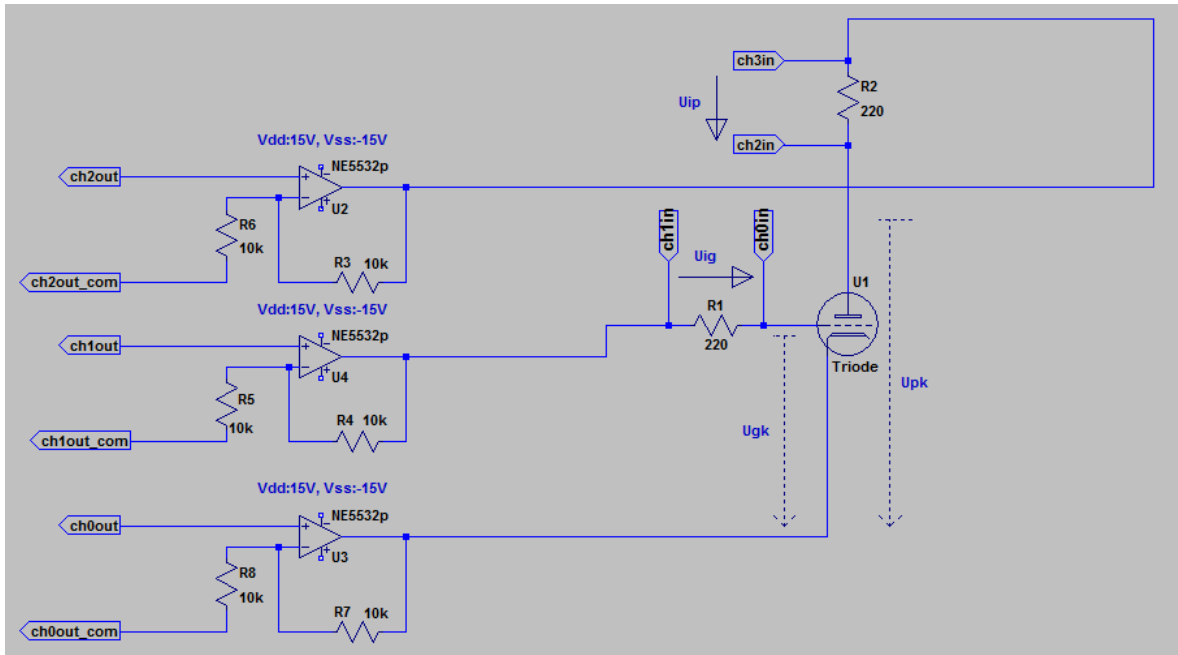 ch3in
R2
220
Uip
ch2in
Vdd:15V, Vss:-15V
NE5532p
ch2out
U2
R6
10k
R3 10k
ch2out_com
ch1in
ch0in
Uig
U1
R1
220
Triode
Upk
Ugk
Vdd:15V, Vss:-15V
NE5532p
ch1out
U4
R5
10k
R4 10k
ch1out_com
Vdd:15V, Vss:-15V
NE5532p
ch0out
U3
R8
10k
R7 10k
ch0out_com